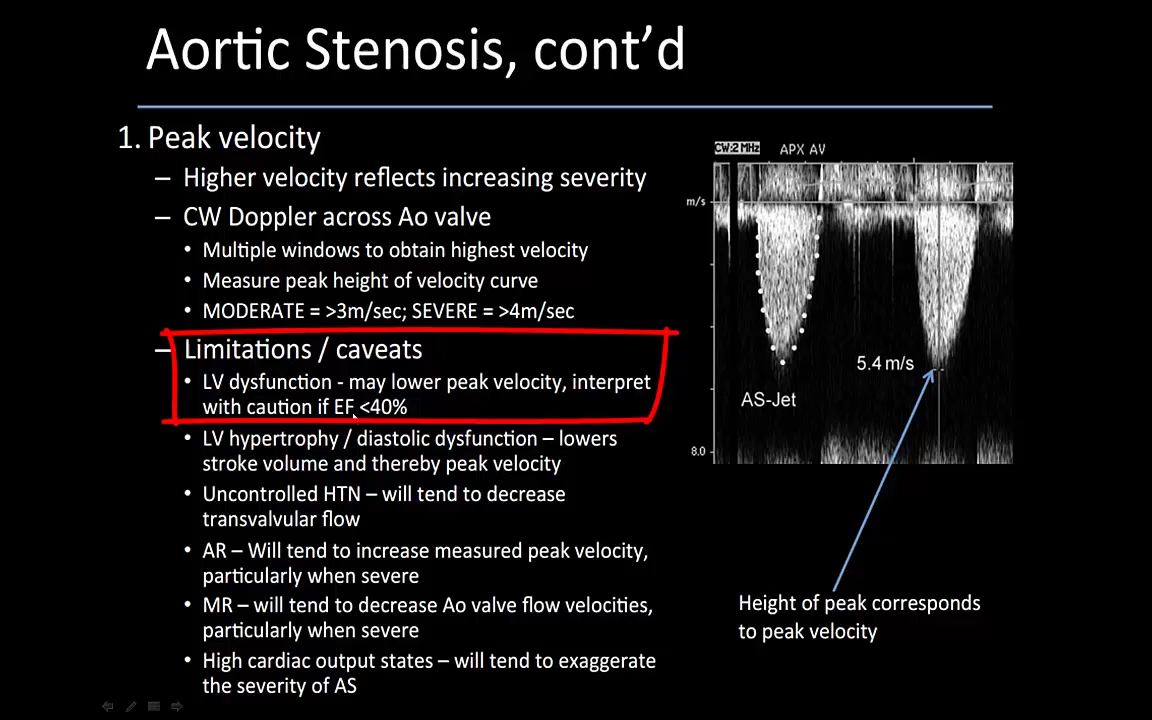 Aortic Stenosis, cont’d
1. Peak velocity
– Higher velocity reflects increasing severity
– CW Doppler across Ao valve
• Multiple windows to obtain highest velocity
• Measure peak height of velocity curve
• MODERATE = >3m/sec; SEVERE = >4m/sec
– Limitations / caveats
• LV dysfunction - may lower peak velocity, interpret
with caution if EF <40%
• LV hypertrophy / diastolic dysfunction – lowers
stroke volume and thereby peak velocity
• Uncontrolled HTN – will tend to decrease
transvalvular flow
• AR – Will tend to increase measured peak velocity,
particularly when severe
• MR – will tend to decrease Ao valve flow velocities,
particularly when severe
• High cardiac output states – will tend to exaggerate
the severity of AS
CW:2 MHz APX AV
m/s
5.4 m/s
AS-Jet
8.0
Height of peak corresponds
to peak velocity